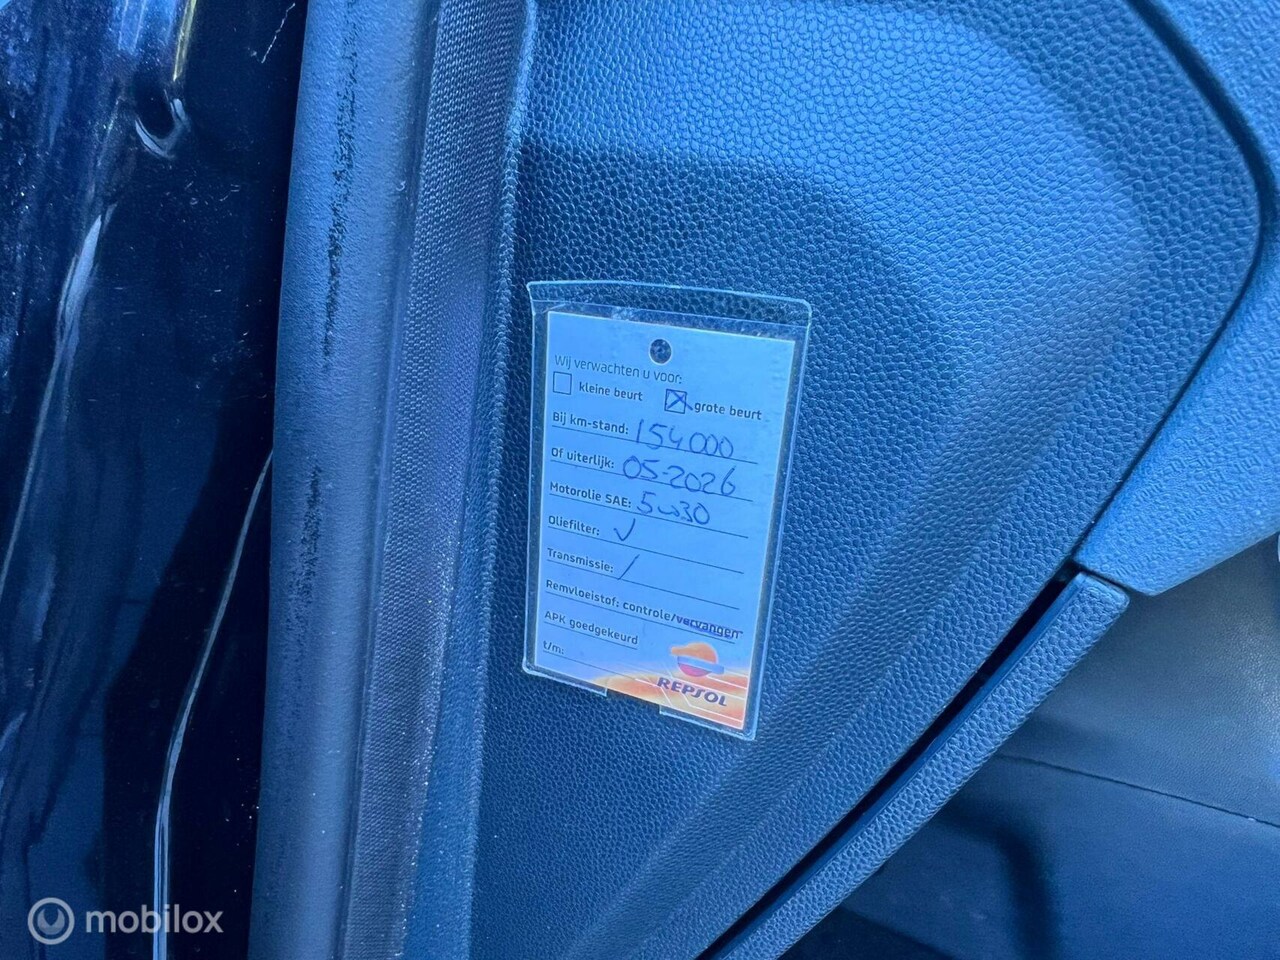 Wij verwachten u voor:
kleine beurt grote beurt
Bij km-stand: 154000
Of uiterlijk: 05-2026
Motorolie SAE: 5w30
Oliefilter: ✓
Transmissie: /
Remvloeistof: controle/vervangen
APK goedgekeurd
t/m:
REPSOL
mobilox